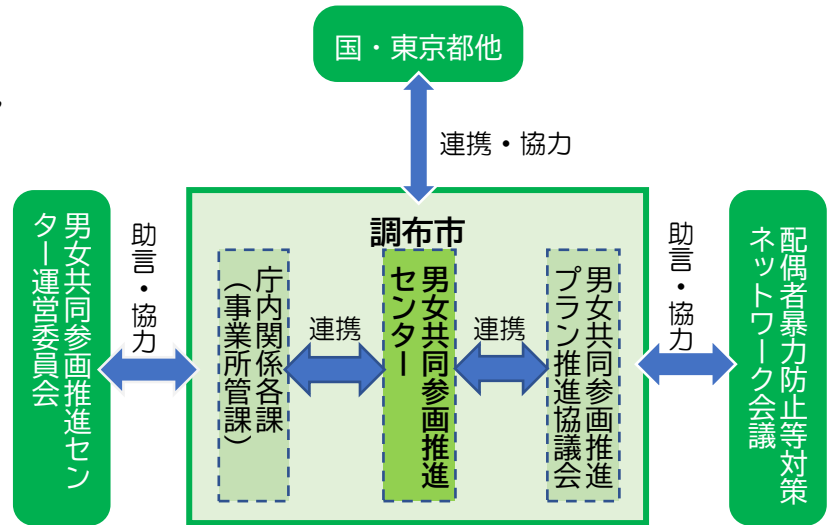 国・東京都他
連携・協力
男女共同参画推進セン
ター運営委員会
助言・協力
調布市
庁内関係各課
（事業所管課）
連携
男女共同参画推進
センター
連携
男女共同参画推進
プラン推進協議会
助言・協力
配偶者暴力防止等対策
ネットワーク会議